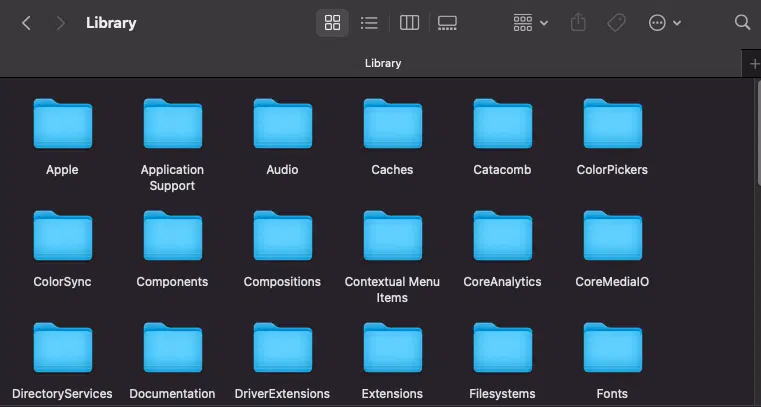 Library
Library
Apple
Application
Support
Audio
Caches
Catacomb
ColorPickers
ColorSync
Components
Compositions
Contextual Menu
Items
CoreAnalytics
CoreMediaIO
DirectoryServices
Documentation
DriverExtensions
Extensions
Filesystems
Fonts